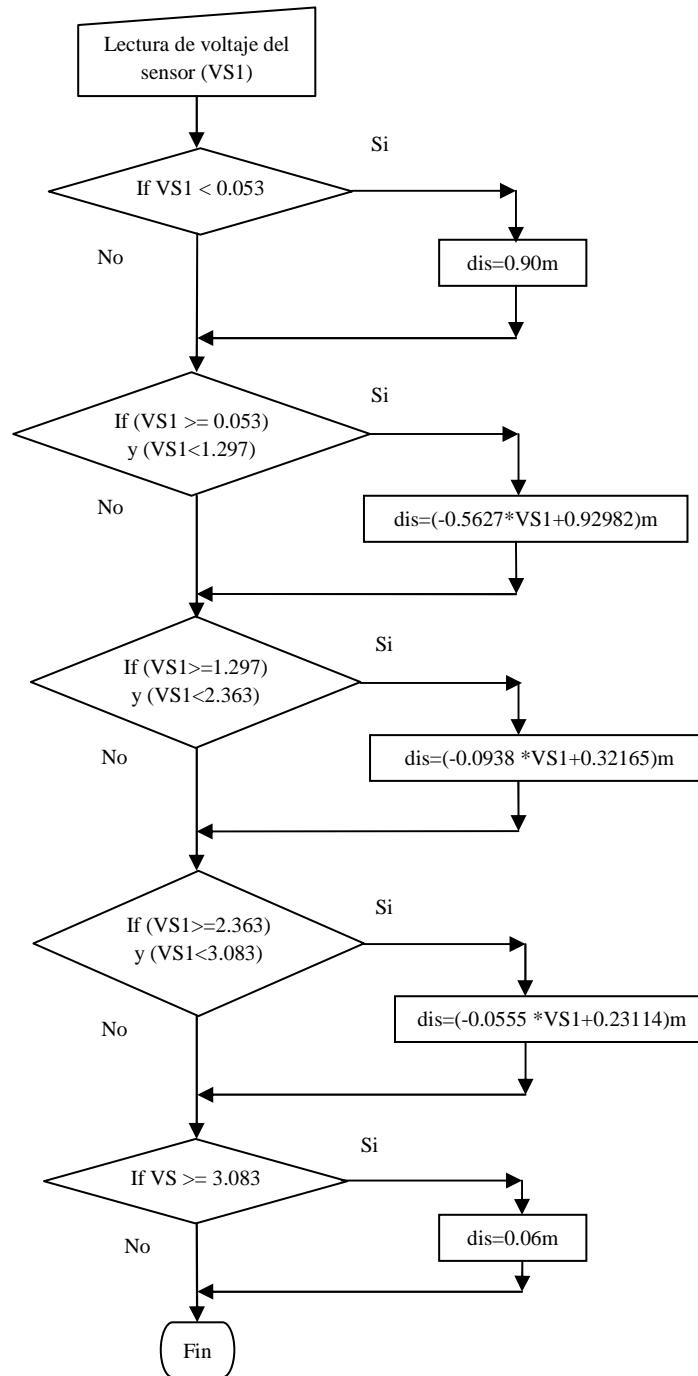 Lectura de voltaje del
sensor (VS1)
Si
If VS1 < 0.053
No
dis=0.90m
Si
If (VS1 >= 0.053)
y (VS1<1.297)
No
dis=(-0.5627*VS1+0.92982)m
Si
If (VS1>=1.297)
y (VS1<2.363)
No
dis=(-0.0938 *VS1+0.32165)m
Si
If (VS1>=2.363)
y (VS1<3.083)
No
dis=(-0.0555 *VS1+0.23114)m
Si
If VS >= 3.083
No
dis=0.06m
Fin